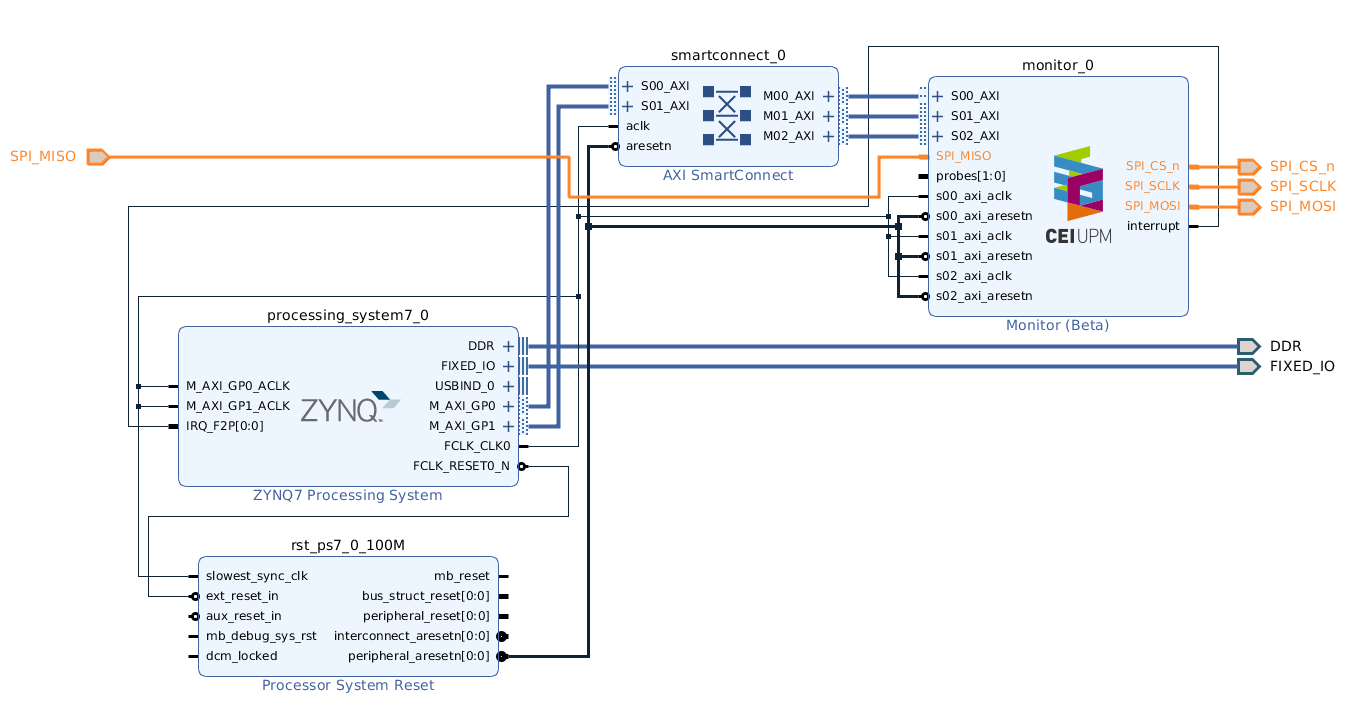 smartconnect_0
S00_AXI
S01_AXI
aclk
aresetn
M00_AXI
M01_AXI
M02_AXI
AXI SmartConnect
monitor_0
S00_AXI
S01_AXI
S02_AXI
SPI_MISO
probes[1:0]
s00_axi_aclk
s00_axi_aresetn
s01_axi_aclk
s01_axi_aresetn
s02_axi_aclk
s02_axi_aresetn
CEI UPM
SPI_CS_n
SPI_SCLK
SPI_MOSI
interrupt
Monitor (Beta)
SPI_MISO
SPI_CS_n
SPI_SCLK
SPI_MOSI
processing_system7_0
M_AXI_GP0_ACLK
M_AXI_GP1_ACLK
IRQ_F2P[0:0]
ZYNQ
DDR
FIXED_IO
USBIND_0
M_AXI_GP0
M_AXI_GP1
FCLK_CLK0
FCLK_RESET0_N
ZYNQ7 Processing System
DDR
FIXED_IO
rst_ps7_0_100M
slowest_sync_clk
ext_reset_in
aux_reset_in
mb_debug_sys_rst
dcm_locked
mb_reset
bus_struct_reset[0:0]
peripheral_reset[0:0]
interconnect_aresetn[0:0]
peripheral_aresetn[0:0]
Processor System Reset